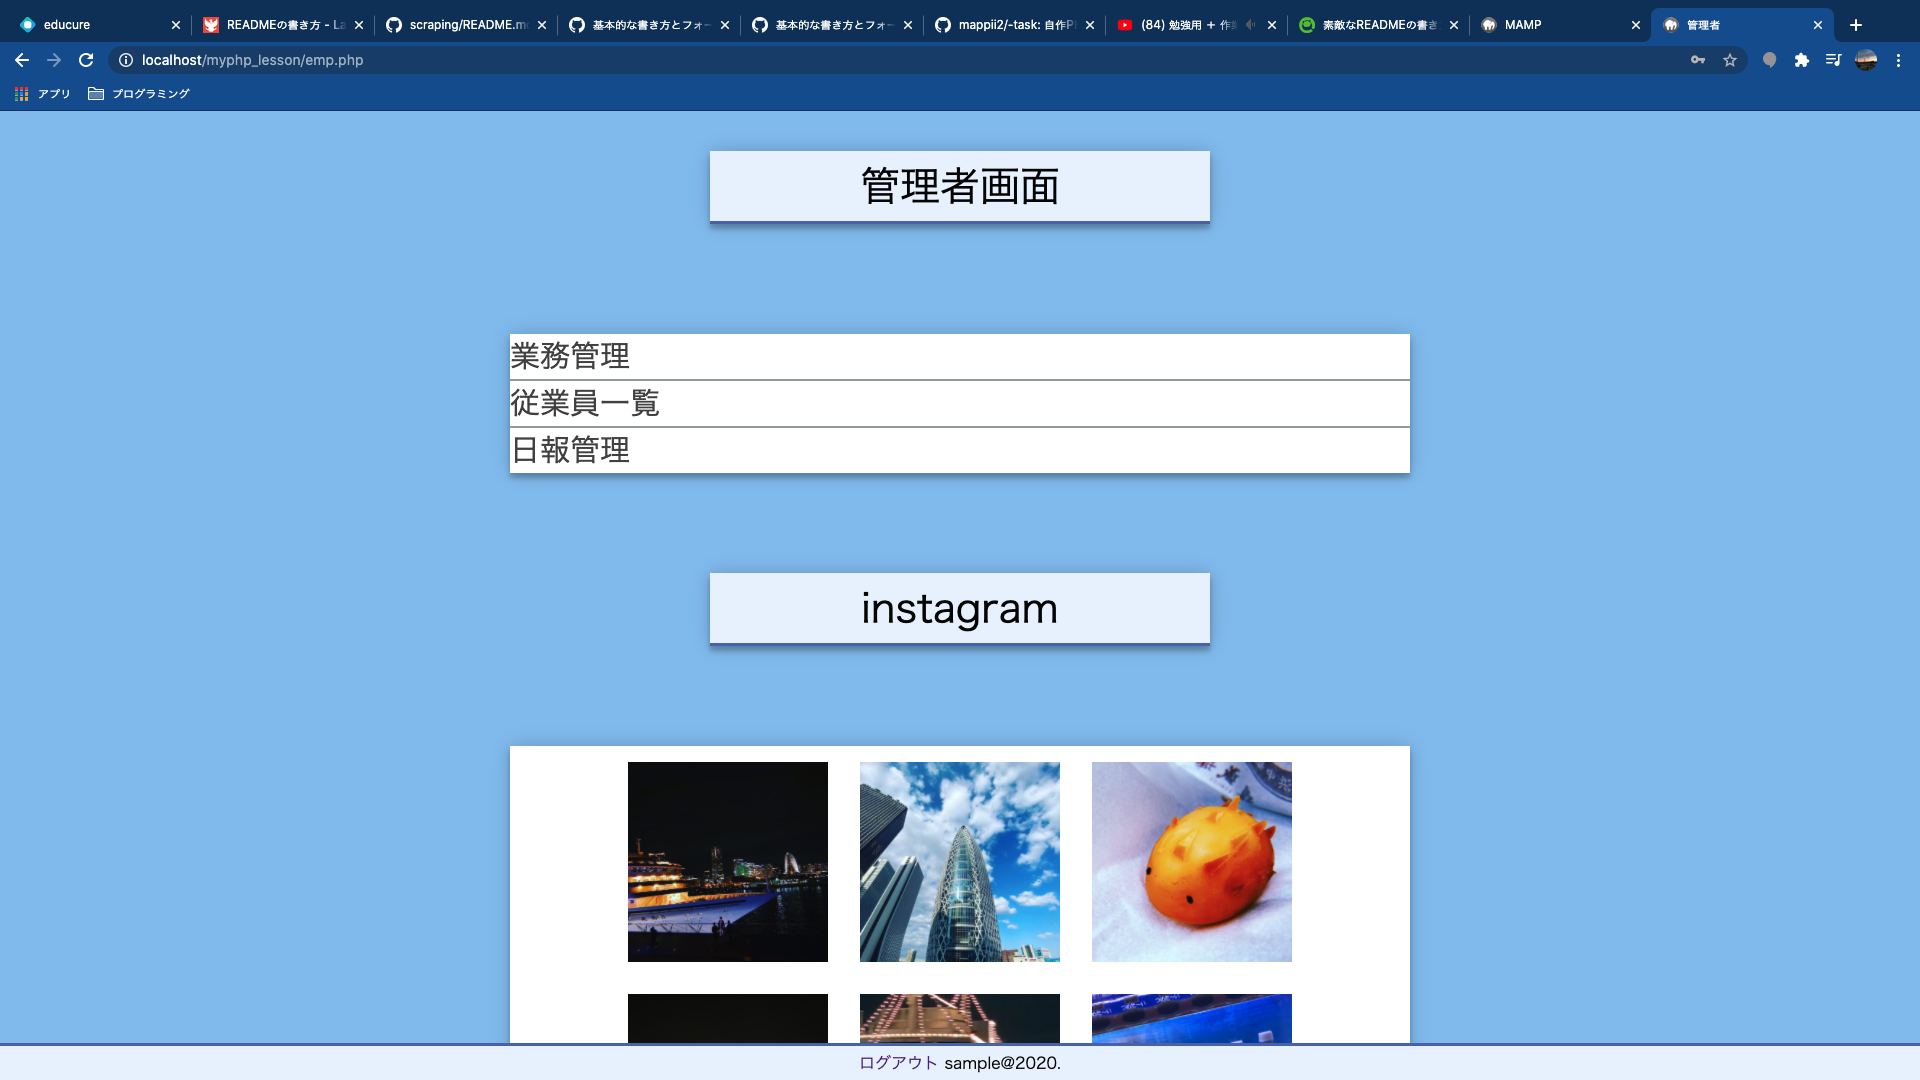 educure
READMEの書き方 - La
scraping/README.m
基本的な書き方とフォー
基本的な書き方とフォー
mappii2/-task: 自作P
(84) 勉強用 + 作
素敵なREADMEの書き
MAMP
管理者
localhost/myphp_lesson/emp.php
アプリ
プログラミング
管理者画面
業務管理
従業員一覧
日報管理
instagram
ログアウト sample@2020.